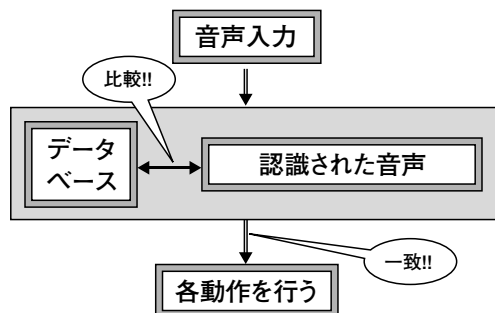 音声入力
比較!!
データ
ベース
認識された音声
一致!!
各動作を行う